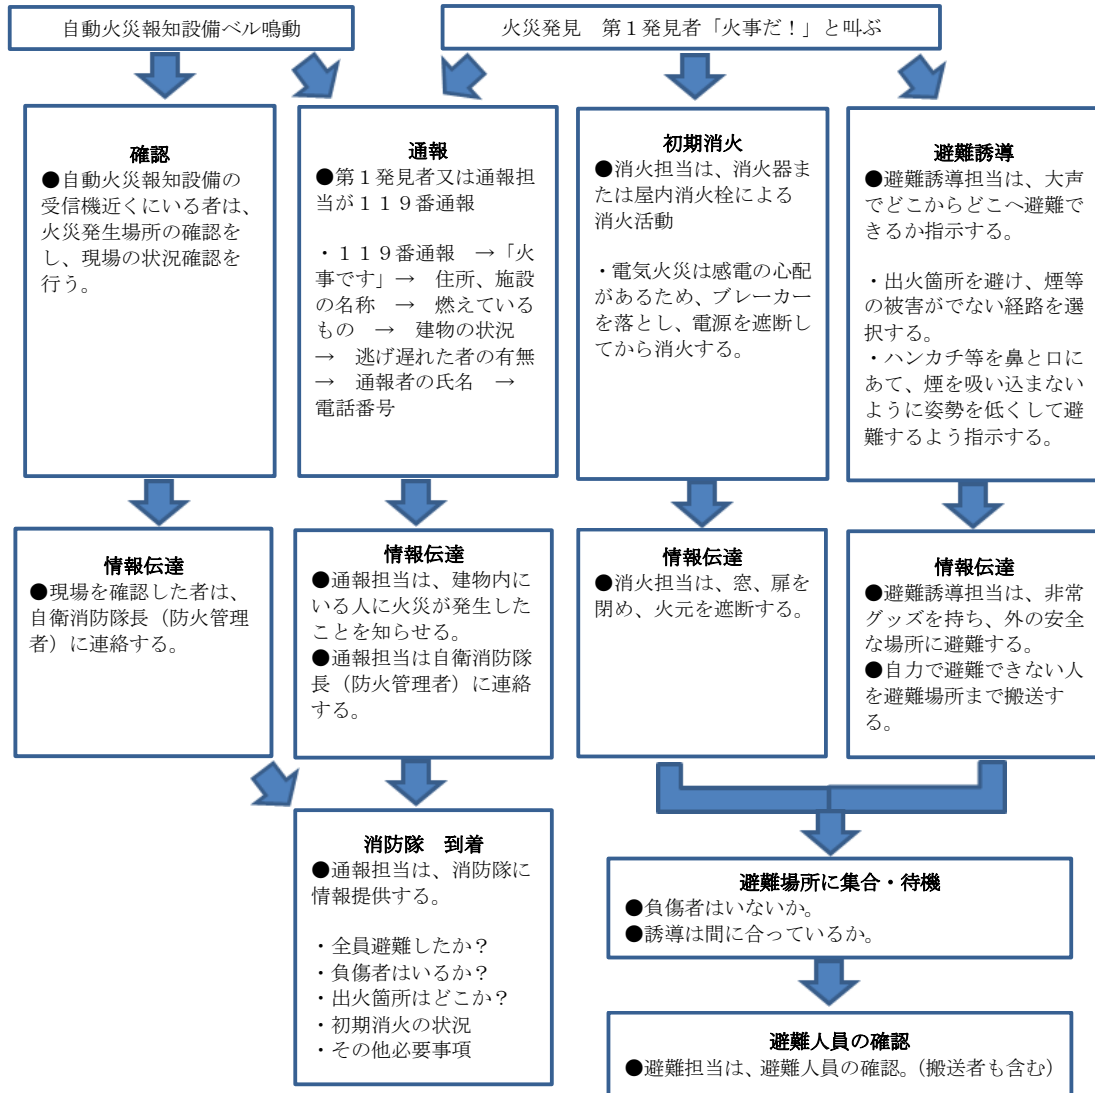 自動火災報知設備ベル鳴動
火災発見　第１発見者「火事だ！」と叫ぶ
確認
●自動火災報知設備の
受信機近くにいる者は、
火災発生場所の確認を
し、現場の状況確認を
行う。
通報
●第１発見者又は通報担
当が１１９番通報
・１１９番通報　→「火
事です」→　住所、施設
の名称　→　燃えている
もの　→　建物の状況
→　逃げ遅れた者の有無
→　通報者の氏名　→
電話番号
初期消火
●消火担当は、消火器ま
たは屋内消火栓による
消火活動
・電気火災は感電の心配
があるため、ブレーカー
を落とし、電源を遮断し
てから消火する。
避難誘導
●避難誘導担当は、大声
でどこからどこへ避難で
きるか指示する。
・出火箇所を避け、煙等
の被害がでない経路を選
択する。
・ハンカチ等を鼻と口に
あて、煙を吸い込まない
ように姿勢を低くして避
難するよう指示する。
情報伝達
●現場を確認した者は、
自衛消防隊長（防火管理
者）に連絡する。
情報伝達
●通報担当は、建物内に
いる人に火災が発生した
ことを知らせる。
●通報担当は自衛消防隊
長（防火管理者）に連絡
する。
情報伝達
●消火担当は、窓、扉を
閉め、火元を遮断する。
情報伝達
●避難誘導担当は、非常
グッズを持ち、外の安全
な場所に避難する。
●自力で避難できない人
を避難場所まで搬送す
る。
消防隊　到着
●通報担当は、消防隊に
情報提供する。
・全員避難したか？
・負傷者はいるか？
・出火箇所はどこか？
・初期消火の状況
・その他必要事項
避難場所に集合・待機
●負傷者はいないか。
●誘導は間に合っているか。
避難人員の確認
●避難担当は、避難人員の確認。（搬送者も含む）